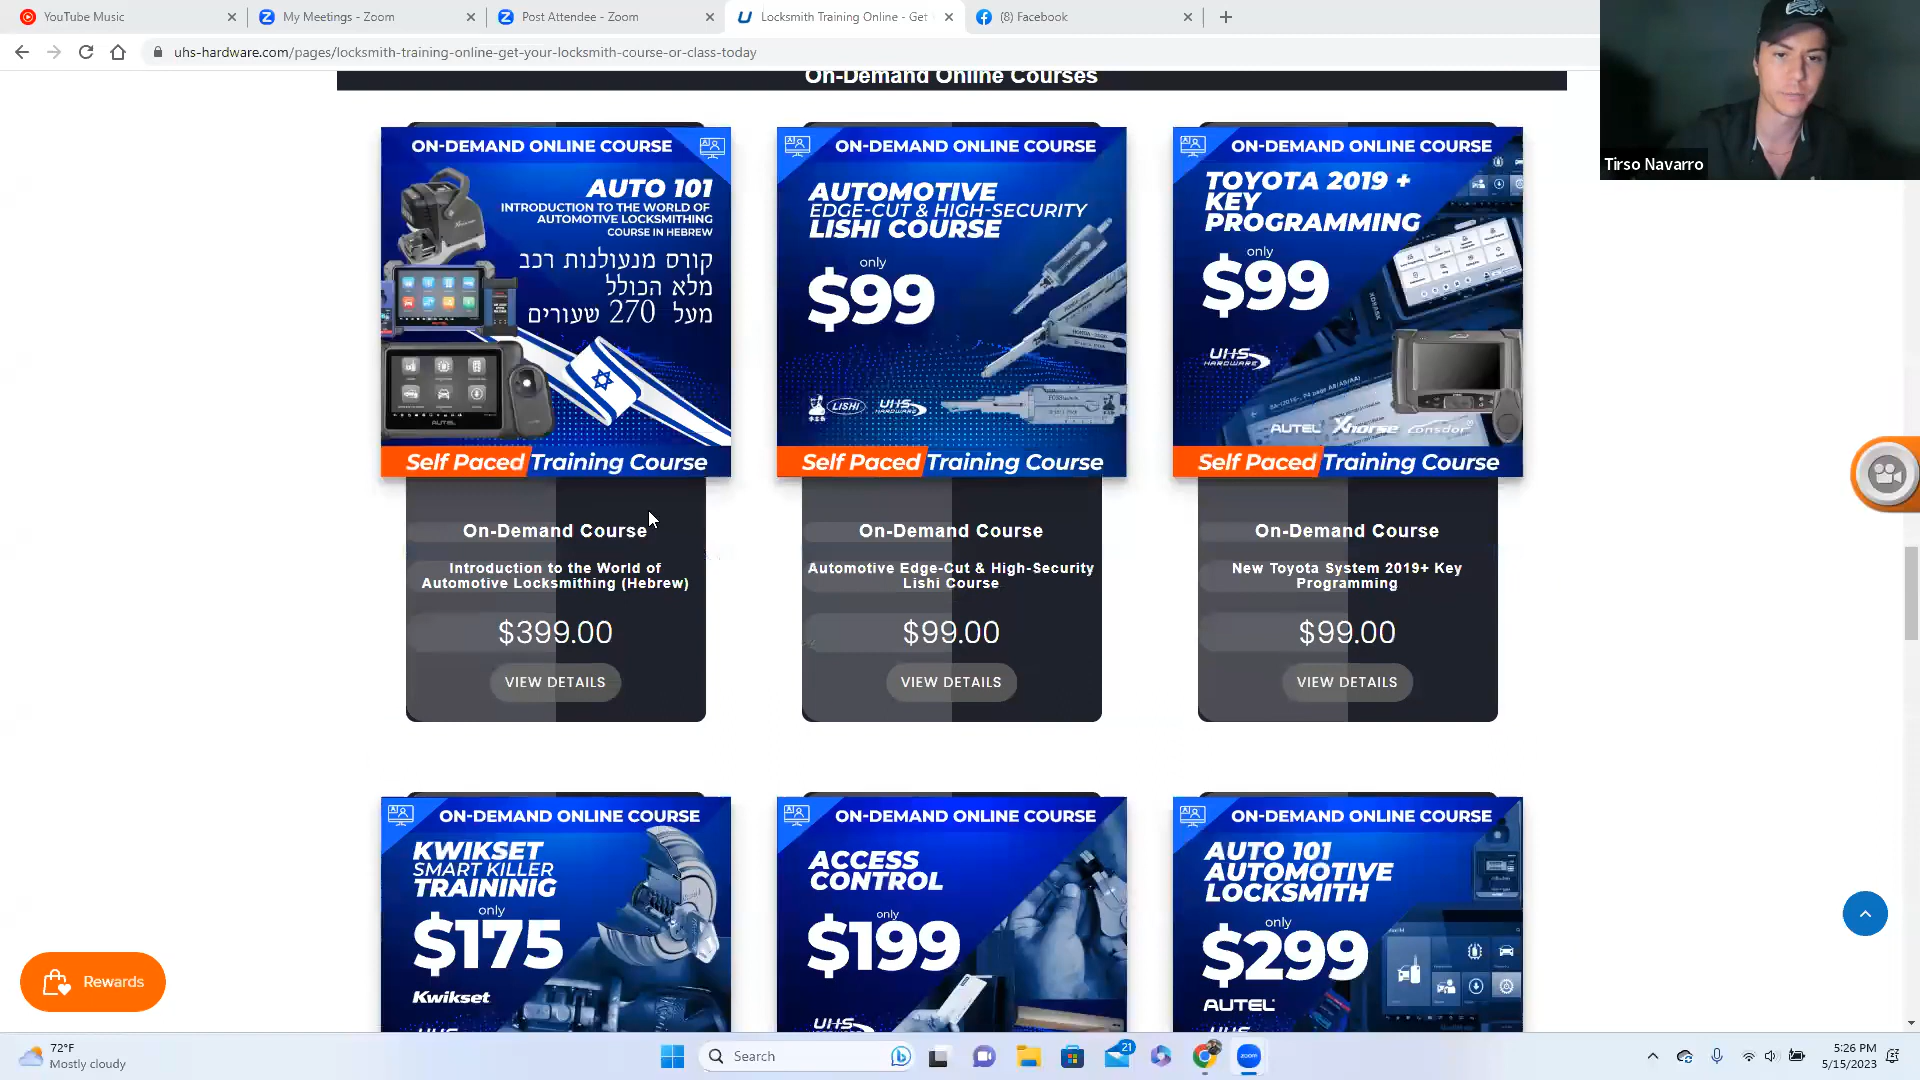 YouTube Music
My Meetings - Zoom
Post Attendee - Zoom
Locksmith Training Online - Get
(8) Facebook
uhs-hardware.com/pages/locksmith-training-online-get-your-locksmith-course-or-class-today
Tirso Navarro
On-Demand Online Courses
ON-DEMAND ONLINE COURSE
AUTO 101
INTRODUCTION TO THE WORLD OF
AUTOMOTIVE LOCKSMITHING
COURSE IN HEBREW
קורס מנעולנות רכב
מלא הכולל
מעל 270 שעורים
AUTEL
Self Paced Training Course
On-Demand Course
Introduction to the World of
Automotive Locksmithing (Hebrew)
$399.00
VIEW DETAILS
ON-DEMAND ONLINE COURSE
AUTOMOTIVE
EDGE-CUT & HIGH-SECURITY
LISHI COURSE
only
$99
LISHI
UHS
HARDWARE
Self Paced Training Course
On-Demand Course
Automotive Edge-Cut & High-Security
Lishi Course
$99.00
VIEW DETAILS
ON-DEMAND ONLINE COURSE
TOYOTA 2019 +
KEY
PROGRAMMING
only
$99
UHS
HARDWARE
AUTEL Xhorse Lonsdor
Self Paced Training Course
On-Demand Course
New Toyota System 2019+ Key
Programming
$99.00
VIEW DETAILS
ON-DEMAND ONLINE COURSE
KWIKSET
SMART KILLER
TRAININIG
only
$175
Kwikset
UHS
ON-DEMAND ONLINE COURSE
ACCESS
CONTROL
only
$199
UHS
ON-DEMAND ONLINE COURSE
AUTO 101
AUTOMOTIVE
LOCKSMITH
only
$299
AUTEL
UHS
Rewards
72°F
Mostly cloudy
Search
21
zoom
5:26 PM
5/15/2023